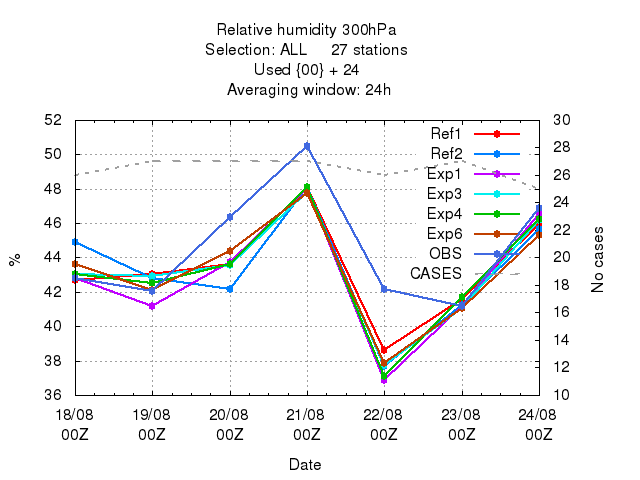 Relative humidity 300hPa
Selection: ALL     27 stations
Used {00} + 24
Averaging window: 24h
52 30
50 28
48 26
46 24
44 22
42 20
40 18
38 16
36 14
12
10
%
No cases
Ref1
Ref2
Exp1
Exp3
Exp4
Exp6
OBS
CASES
18/08 19/08 20/08 21/08 22/08 23/08 24/08
00Z 00Z 00Z 00Z 00Z 00Z 00Z
Date